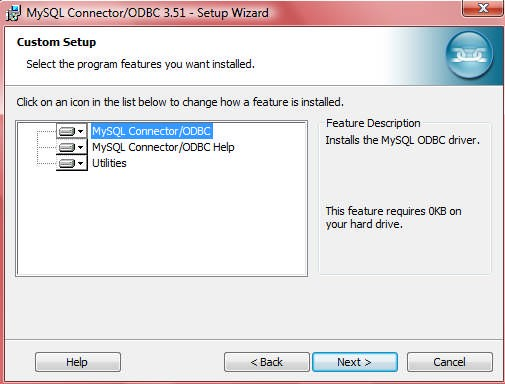 MySQL Connector/ODBC 3.51 - Setup Wizard
Custom Setup
Select the program features you want installed.
Click on an icon in the list below to change how a feature is installed.
MySQL Connector/ODBC
MySQL Connector/ODBC Help
Utilities
Feature Description
Installs the MySQL ODBC driver.
This feature requires 0KB on
your hard drive.
Help
< Back
Next >
Cancel